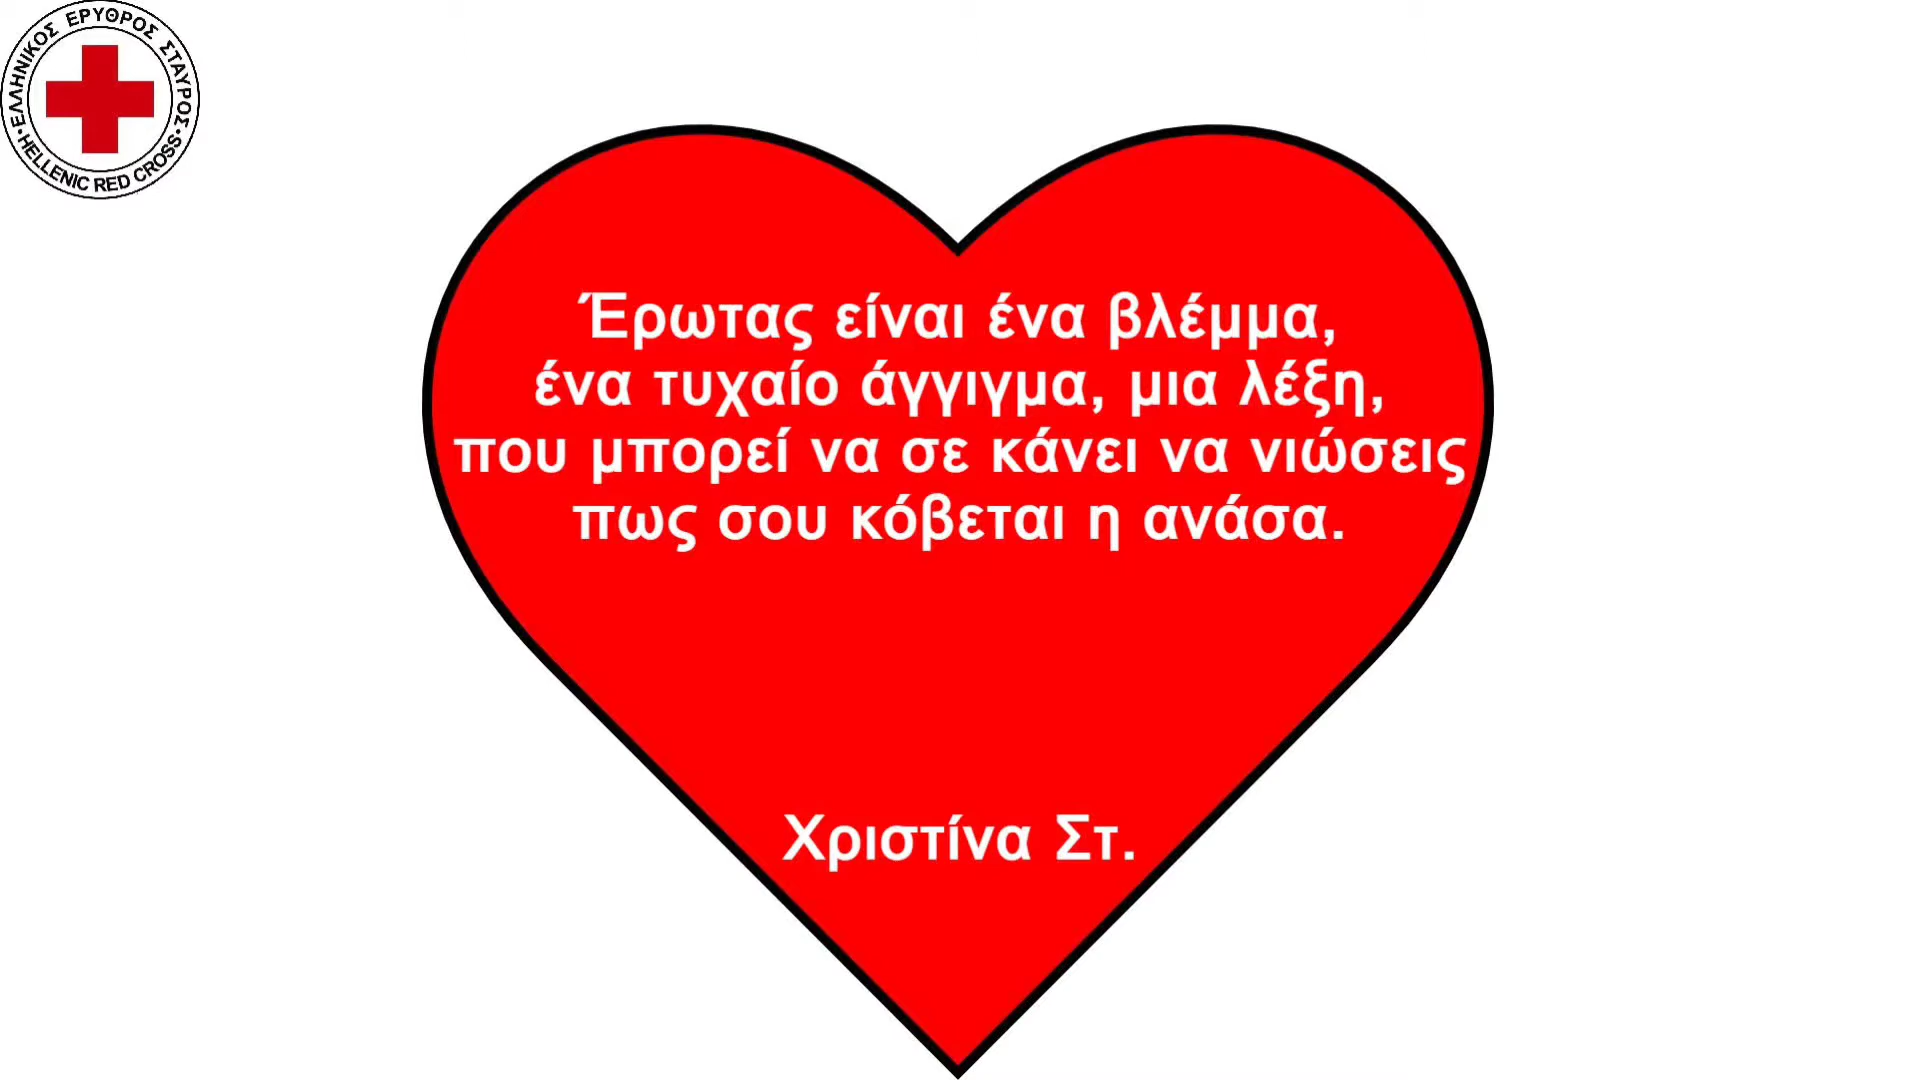 ΕΛΛΗΝΙΚΟΣ ΕΡΥΘΡΟΣ ΣΤΑΥΡΟΣ
HELLENIC RED CROSS
Έρωτας είναι ένα βλέμμα,
ένα τυχαίο άγγιγμα, μια λέξη,
που μπορεί να σε κάνει να νιώσεις
πως σου κόβεται η ανάσα.
Χριστίνα Στ.